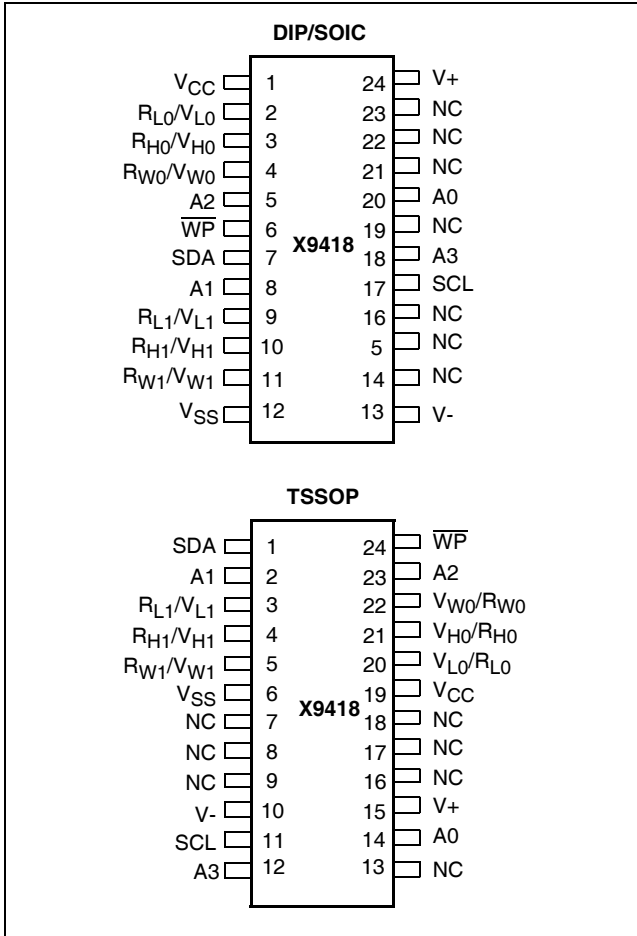 DIP/SOIC
VCC 1 24 V+
RL0/VL0 2 23 NC
RH0/VH0 3 22 NC
RW0/VW0 4 21 NC
A2 5 20 A0
WP 6 19 NC
X9418
SDA 7 18 A3
A1 8 17 SCL
RL1/VL1 9 16 NC
RH1/VH1 10 5 NC
RW1/VW1 11 14 NC
VSS 12 13 V-
TSSOP
SDA 1 24 WP
A1 2 23 A2
RL1/VL1 3 22 VW0/RW0
RH1/VH1 4 21 VH0/RH0
RW1/VW1 5 20 VL0/RL0
VSS 6 19 VCC
X9418
NC 7 18 NC
NC 8 17 NC
NC 9 16 NC
V- 10 15 V+
SCL 11 14 A0
A3 12 13 NC